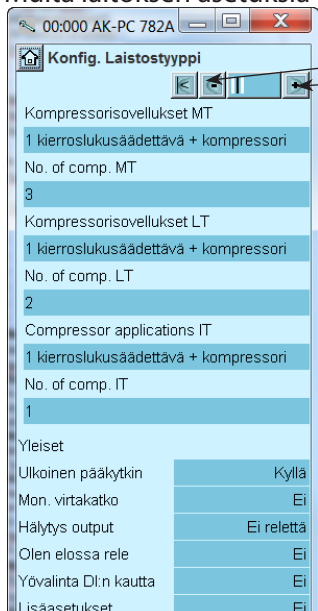 muita laitoksen asetuksia
00:000 AK-PC 782A
Konfig. Laistostyyppi
Kompressorisovellukset MT
1 kierroslukusäädettävä + kompressori
No. of comp. MT
3
Kompressorisovellukset LT
1 kierroslukusäädettävä + kompressori
No. of comp. LT
2
Compressor applications IT
1 kierroslukusäädettävä + kompressori
No. of comp. IT
1
Yleiset
Ulkoinen pääkytkin Kyllä
Mon. virtakatko Ei
Hälytys output Ei relettä
Olen elossa rele Ei
Yövalinta DI:n kautta Ei
Lisäasetukset Ei